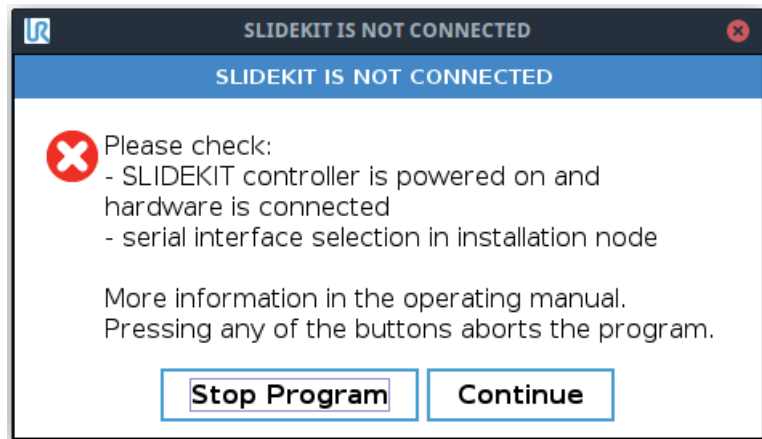 UR
SLIDEKIT IS NOT CONNECTED
SLIDEKIT IS NOT CONNECTED
Please check:
- SLIDEKIT controller is powered on and
hardware is connected
- serial interface selection in installation node
More information in the operating manual.
Pressing any of the buttons aborts the program.
Stop Program
Continue